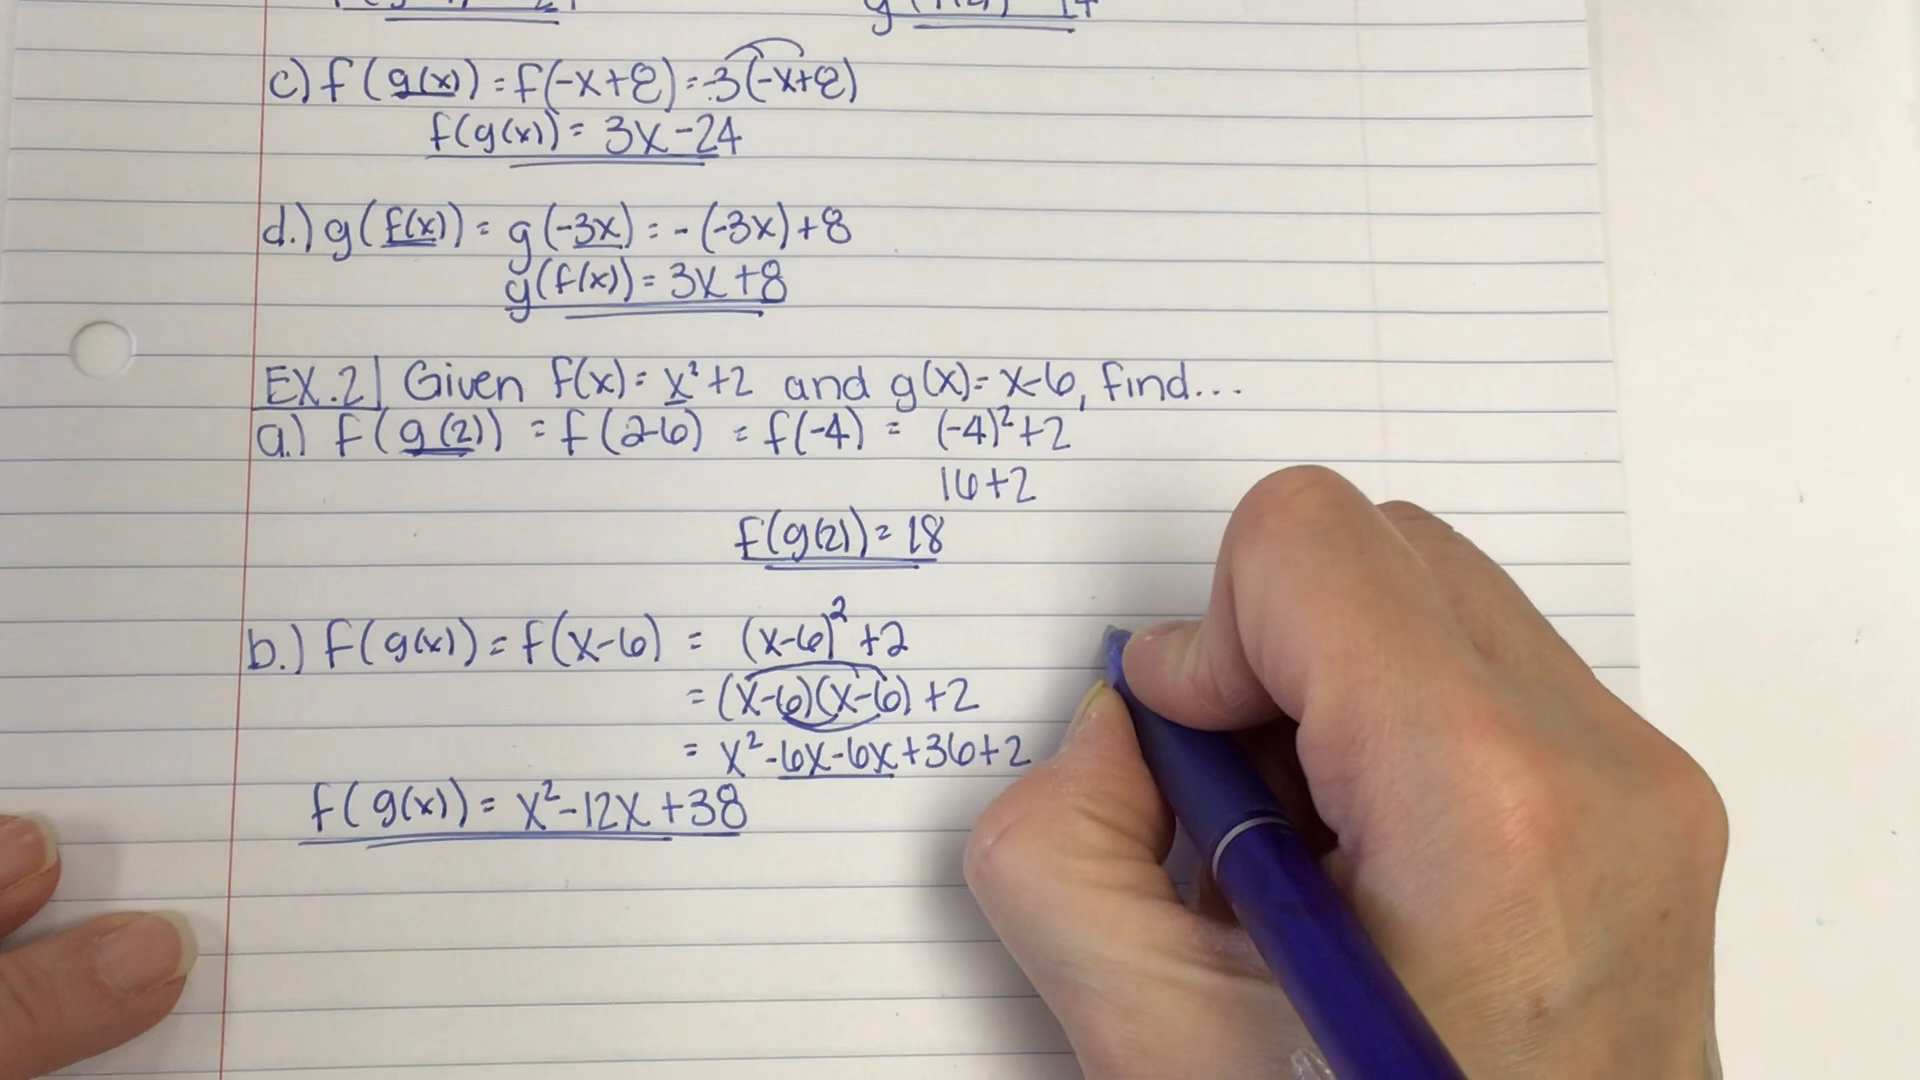 c) f(g(x)) = f(-x+8) = -3(-x+8)
f(g(x)) = 3x-24
d.) g(f(x)) = g(-3x) = -(-3x)+8
g(f(x)) = 3x+8
EX.2 Given f(x) = x²+2 and g(x) = x-6, find...
a.) f(g(2)) = f(2-6) = f(-4) = (-4)²+2
16+2
f(g(2)) = 18
b.) f(g(x)) = f(x-6) = (x-6)² +2
= (x-6)(x-6) +2
= x²-6x-6x+36+2
f(g(x)) = x²-12x+38